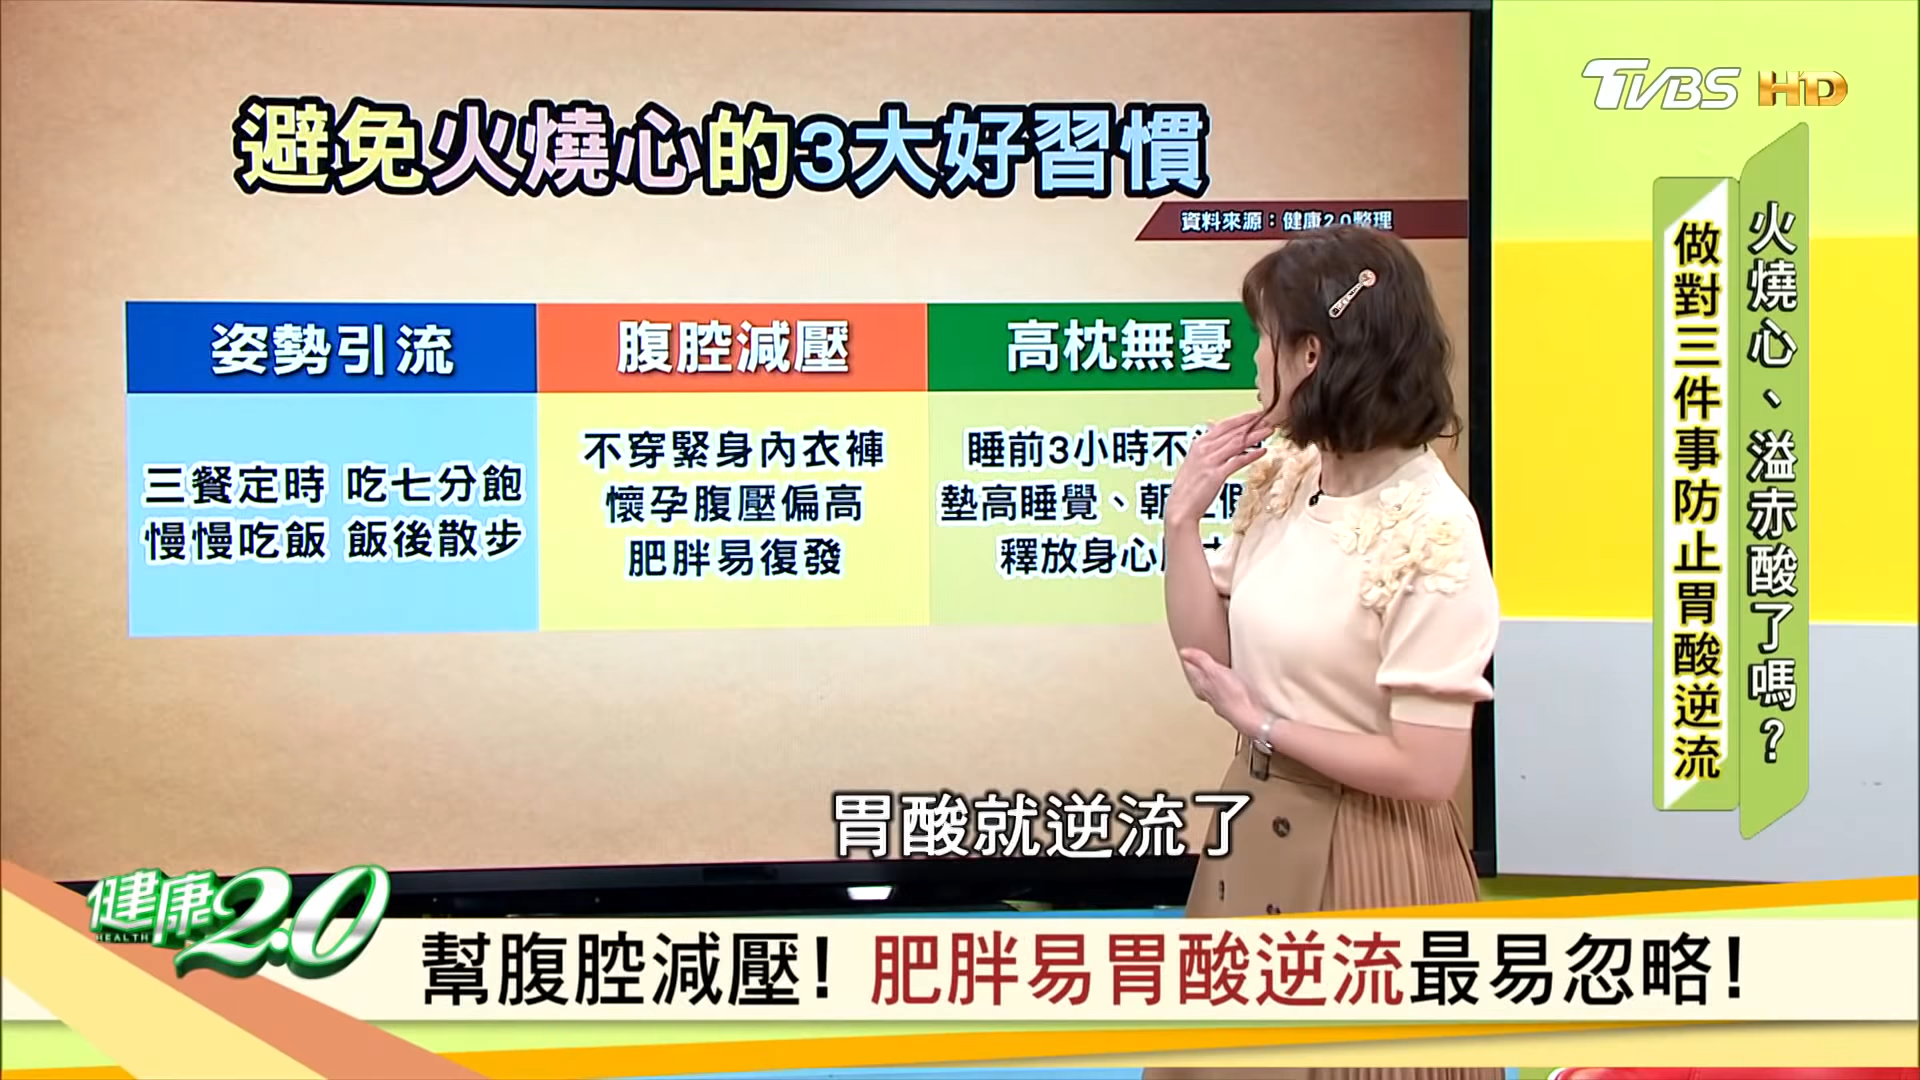 TVBS HD
避免火燒心的3大好習慣
資料來源：健康2.0整理
姿勢引流
三餐定時 吃七分飽
慢慢吃飯 飯後散步
腹腔減壓
不穿緊身內衣褲
懷孕腹壓偏高
肥胖易復發
高枕無憂
睡前3小時不
墊高睡覺、朝
釋放身心
火燒心、溢赤酸了嗎？
做對三件事防止胃酸逆流
胃酸就逆流了
健康2.0
HEALTH
幫腹腔減壓！肥胖易胃酸逆流最易忽略！